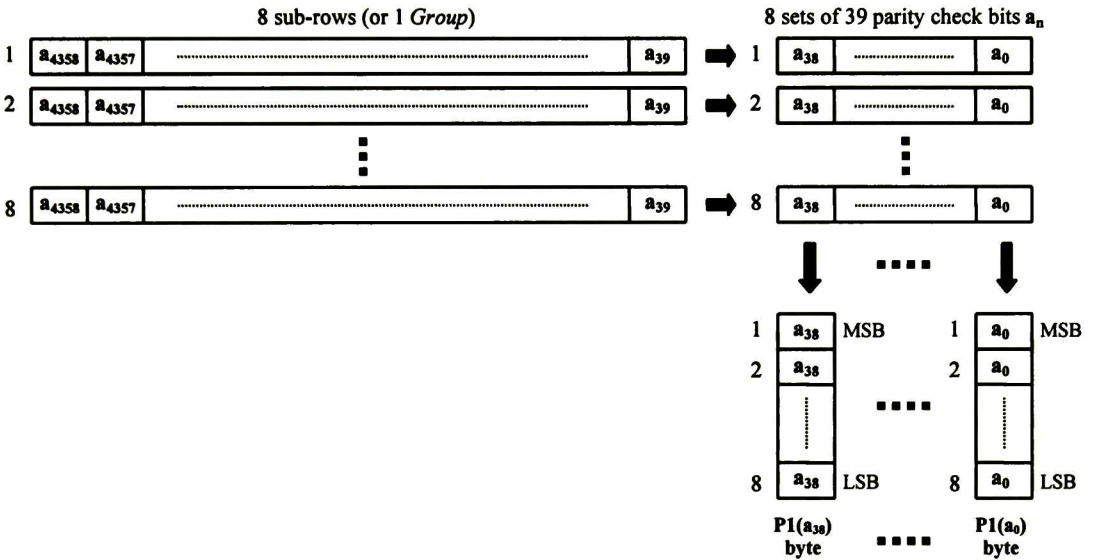 8 sub-rows (or 1 Group) 8 sets of 39 parity check bits aₙ
1 a₄₃₅₈ a₄₃₅₇ a₃₉ 1 a₃₈ a₀
2 a₄₃₅₈ a₄₃₅₇ a₃₉ 2 a₃₈ a₀
8 a₄₃₅₈ a₄₃₅₇ a₃₉ 8 a₃₈ a₀
1 a₃₈ MSB 1 a₀ MSB
2 a₃₈ 2 a₀
8 a₃₈ LSB 8 a₀ LSB
P1(a₃₈) P1(a₀)
byte byte